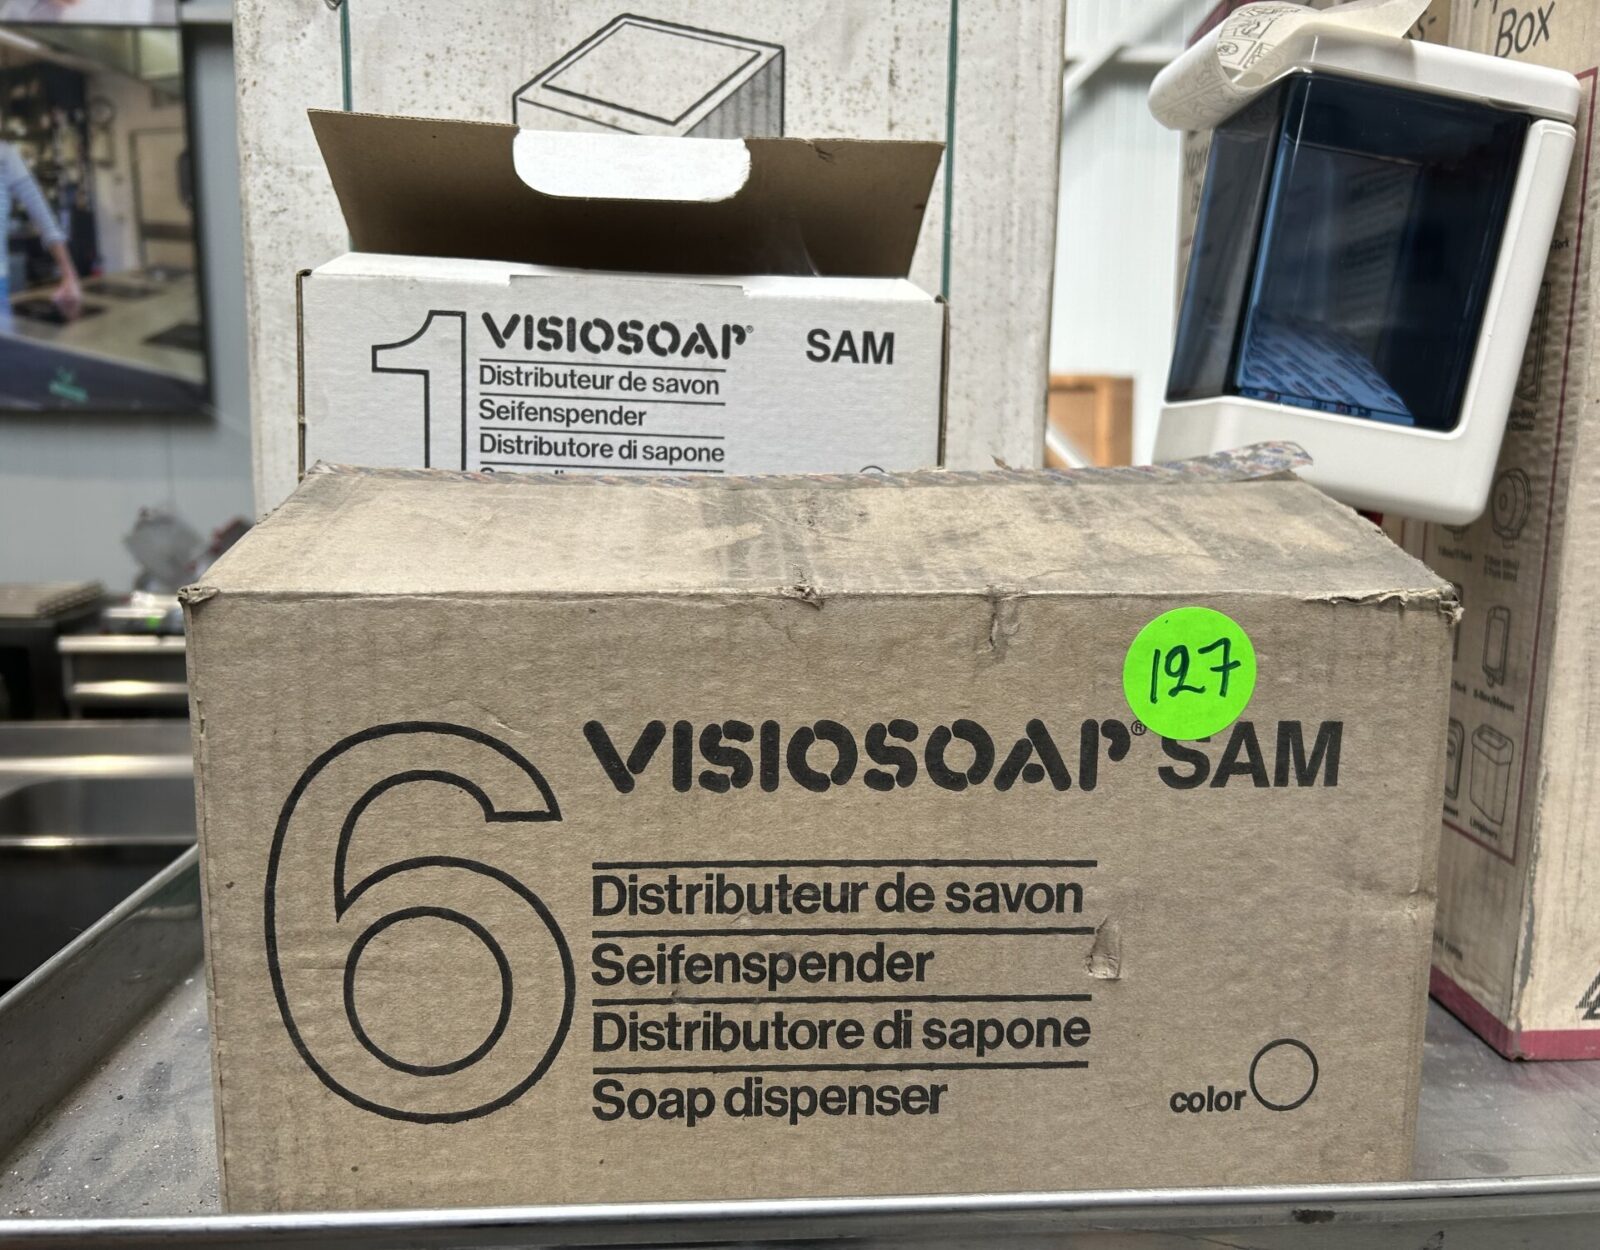 BOX
1
VISIOSOAP®
SAM
Distributeur de savon
Seifenspender
Distributore di sapone
127
6
VISIOSOAP® SAM
Distributeur de savon
Seifenspender
Distributore di sapone
Soap dispenser
color